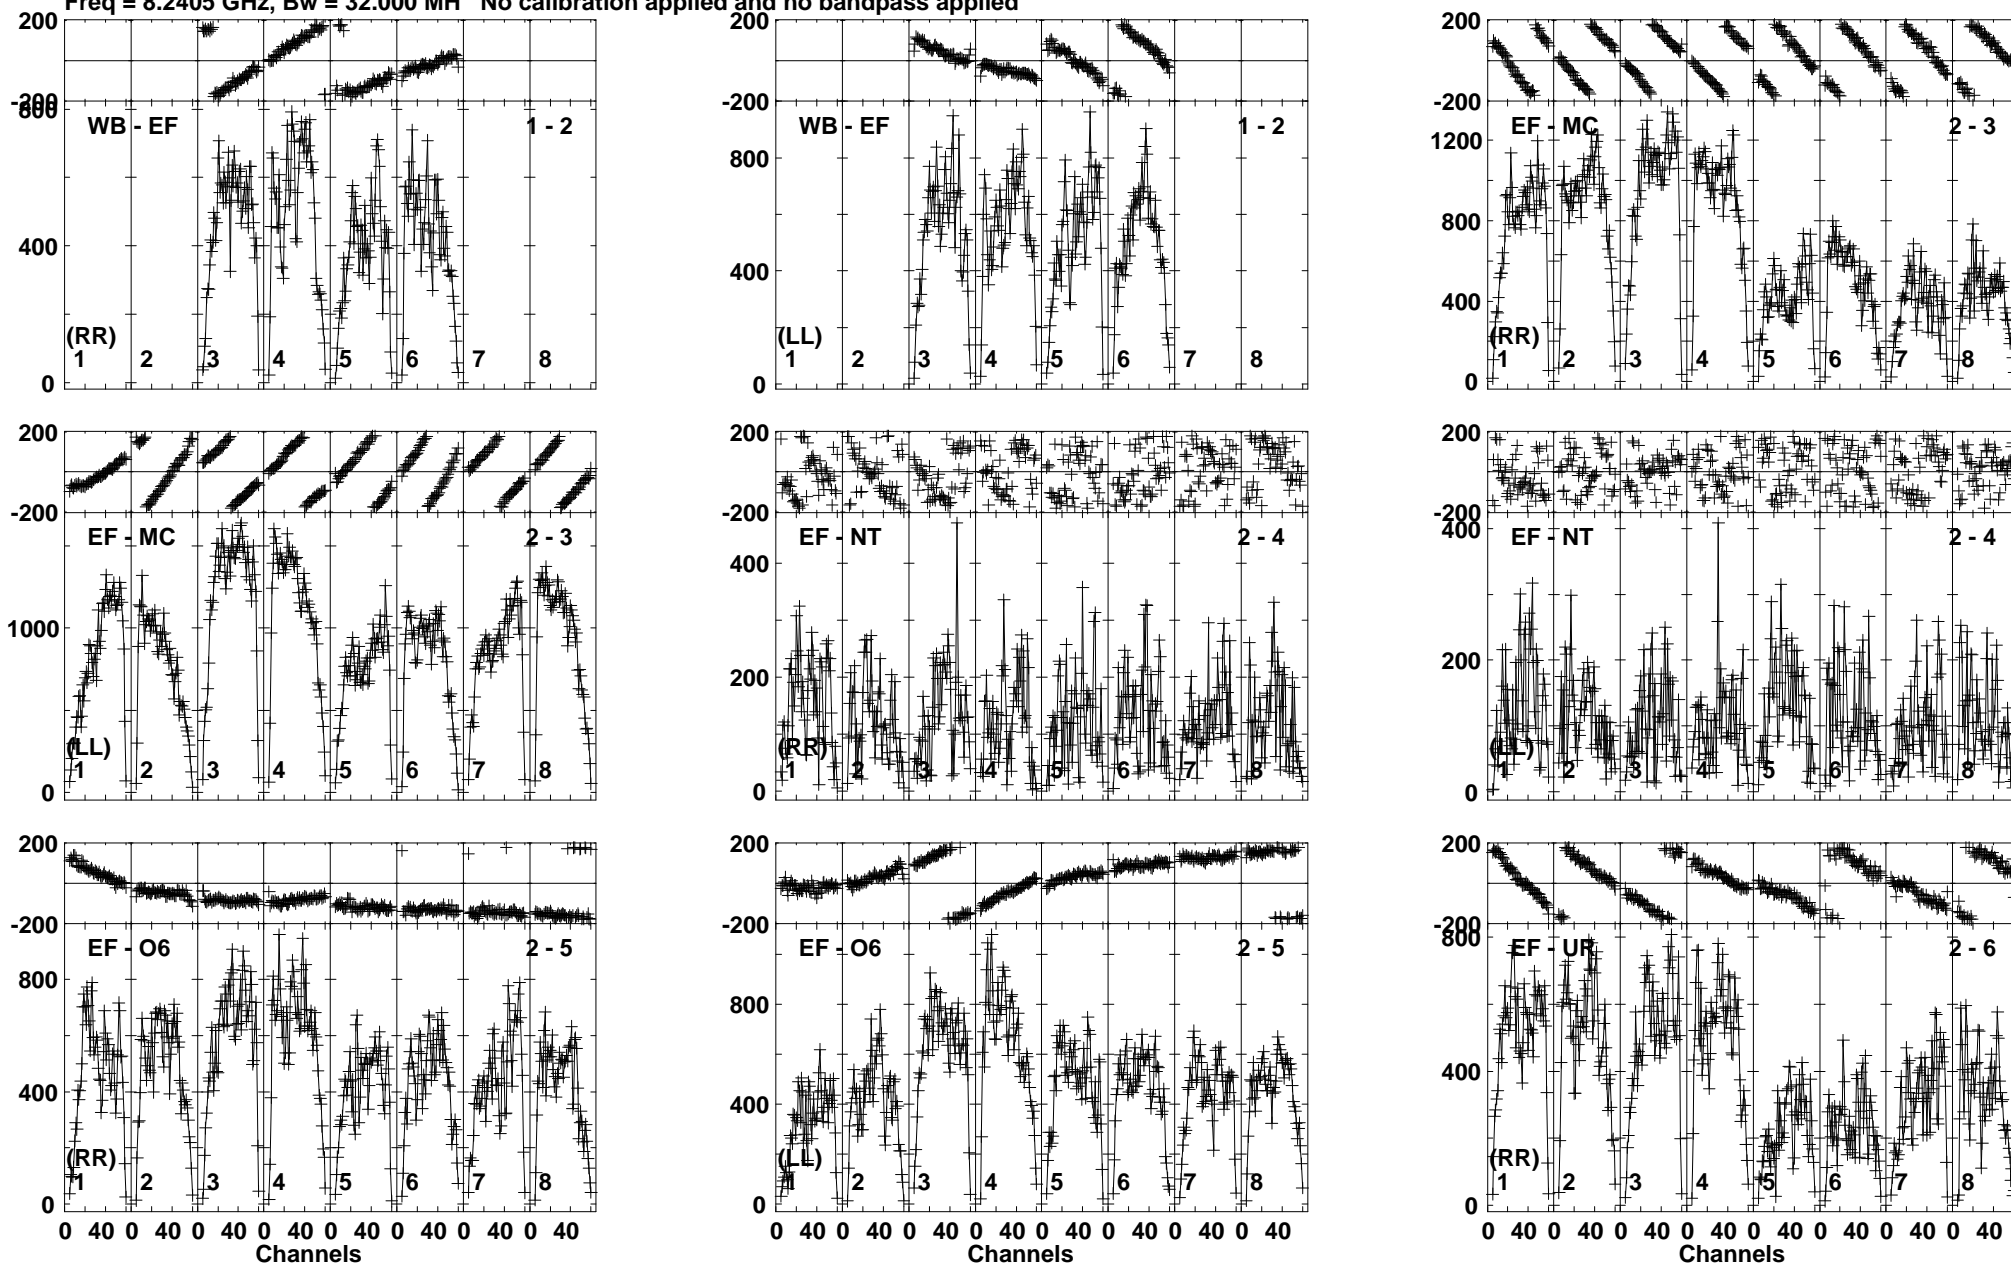 Freq = 8.2405 GHz, Bw = 32.000 MH No calibration applied and no bandpass applied
200 200 200
-200 -200 -200
800
WB - EF 1 - 2 WB - EF 1 - 2 EF - MC 2 - 3
1200
800
800
400 400 400
(RR) (LL) (RR)
1 2 3 4 5 6 7 8 1 2 3 4 5 6 7 8 1 2 3 4 5 6 7 8
0 0 0
200 200 200
-200 -200 -200
EF - MC 2 - 3 EF - NT 2 - 4 EF - NT 2 - 4
400 400
1000 200 200
(LL) (RR) (LL)
1 2 3 4 5 6 7 8 1 2 3 4 5 6 7 8 1 2 3 4 5 6 7 8
0 0 0
200 200 200
-200 -200 -200
800
EF - O6 2 - 5 EF - O6 2 - 5 EF - UR 2 - 6
800 800
400 400 400
(RR) (LL) (RR)
1 2 3 4 5 6 7 8 1 2 3 4 5 6 7 8 1 2 3 4 5 6 7 8
0 0 0
0 40 0 40 0 40 0 40 0 40 0 40 0 40 0 40 0 40 0 40 0 40 0 40 0 40 0 40 0 40 0 40 0 40 0 40 0 40 0 40 0 40 0 40 0 40 0 40
Channels Channels Channels